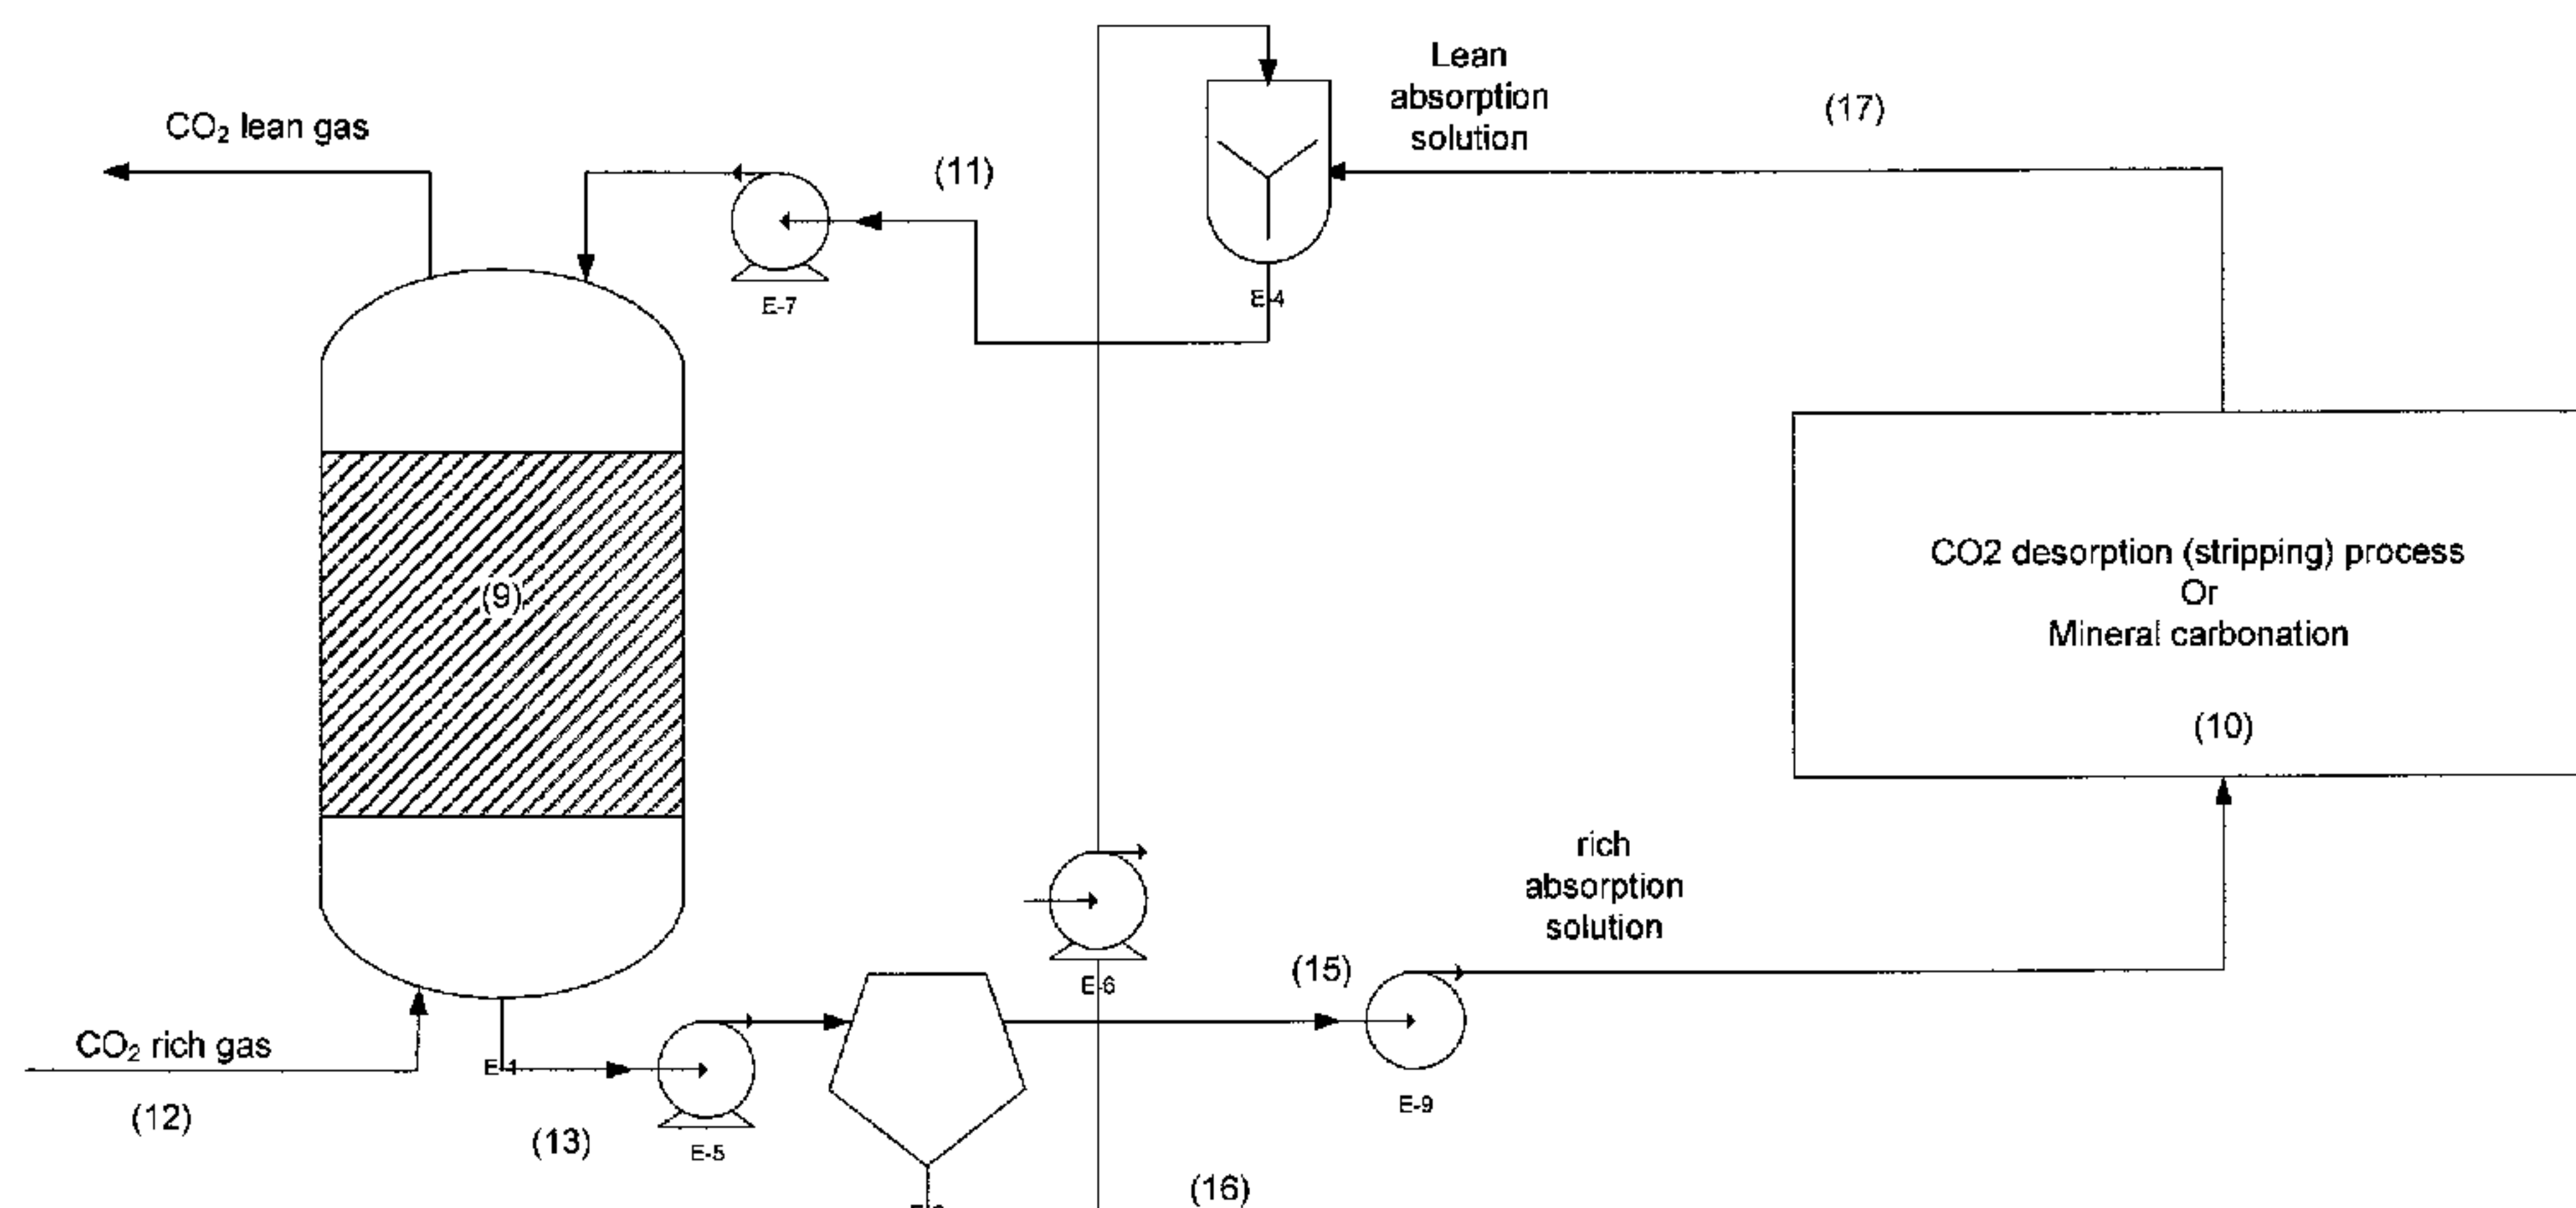 Lean
absorption
solution
(17)
CO₂ lean gas
(11)
E-7
E-4
(9)
CO2 desorption (stripping) process
Or
Mineral carbonation
(10)
rich
absorption
solution
(15)
E-6
CO₂ rich gas
E-1
E-9
(12)
(13)
E-5
(16)